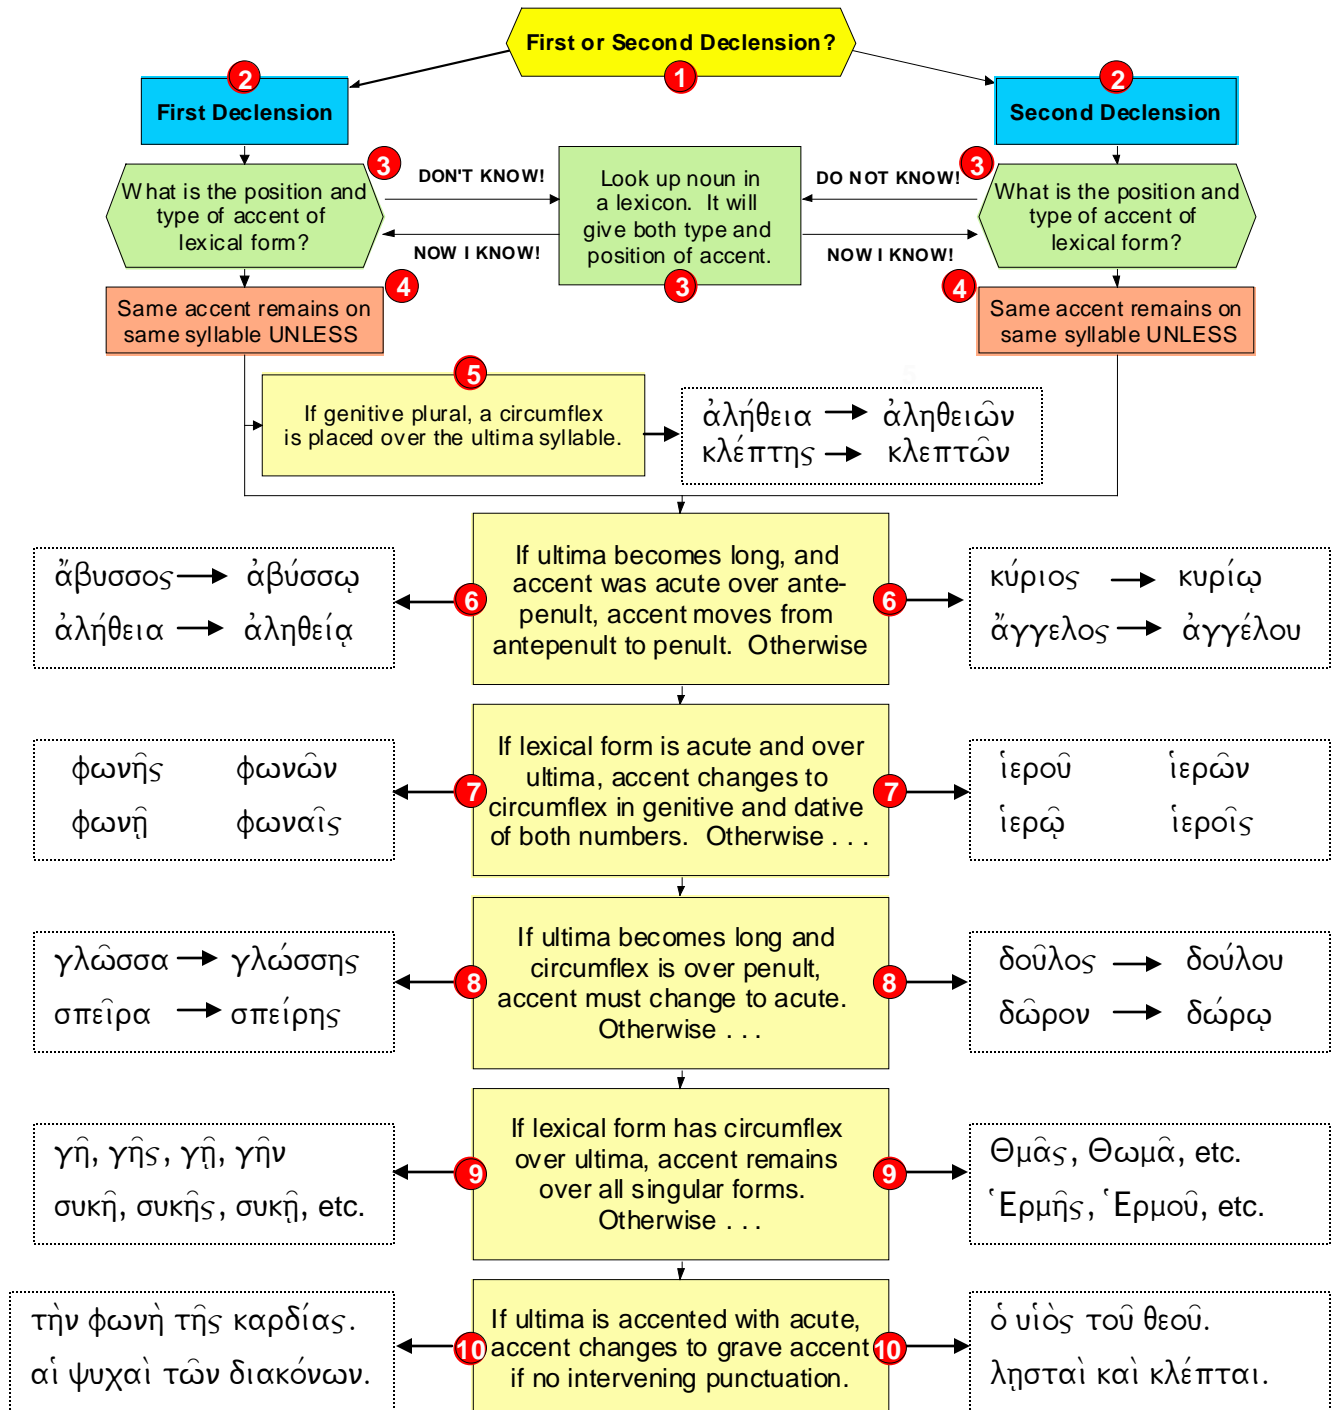 First or Second Declension?
1
2
First Declension
2
Second Declension
3
What is the position and
type of accent of
lexical form?
DON'T KNOW!
NOW I KNOW!
Look up noun in
a lexicon. It will
give both type and
position of accent.
3
DO NOT KNOW!
NOW I KNOW!
3
What is the position and
type of accent of
lexical form?
4
Same accent remains on
same syllable UNLESS
4
Same accent remains on
same syllable UNLESS
5
If genitive plural, a circumflex
is placed over the ultima syllable.
ἀλήθεια → ἀληθειῶν
κλέπτης → κλεπτῶν
ἄβυσσος → ἀβύσσῳ
ἀλήθεια → ἀληθείᾳ
6
If ultima becomes long, and
accent was acute over ante-
penult, accent moves from
antepenult to penult. Otherwise
6
κύριος → κυρίῳ
ἄγγελος → ἀγγέλου
φωνῆς φωνῶν
φωνῇ φωναῖς
7
If lexical form is acute and over
ultima, accent changes to
circumflex in genitive and dative
of both numbers. Otherwise . . .
7
ἱεροῦ ἱερῶν
ἱερῷ ἱεροῖς
γλῶσσα → γλώσσης
σπεῖρα → σπείρης
8
If ultima becomes long and
circumflex is over penult,
accent must change to acute.
Otherwise . . .
8
δοῦλος → δούλου
δῶρον → δώρῳ
γῆ, γῆς, γῇ, γῆν
συκῆ, συκῆς, συκῇ, etc.
9
If lexical form has circumflex
over ultima, accent remains
over all singular forms.
Otherwise . . .
9
Θμᾶς, Θωμᾶ, etc.
Ἑρμῆς, Ἑρμοῦ, etc.
τὴν φωνὴ τῆς καρδίας.
αἱ ψυχαὶ τῶν διακόνων.
10
If ultima is accented with acute,
accent changes to grave accent
if no intervening punctuation.
10
ὁ υἱὸς τοῦ θεοῦ.
λῃσταὶ καὶ κλέπται.